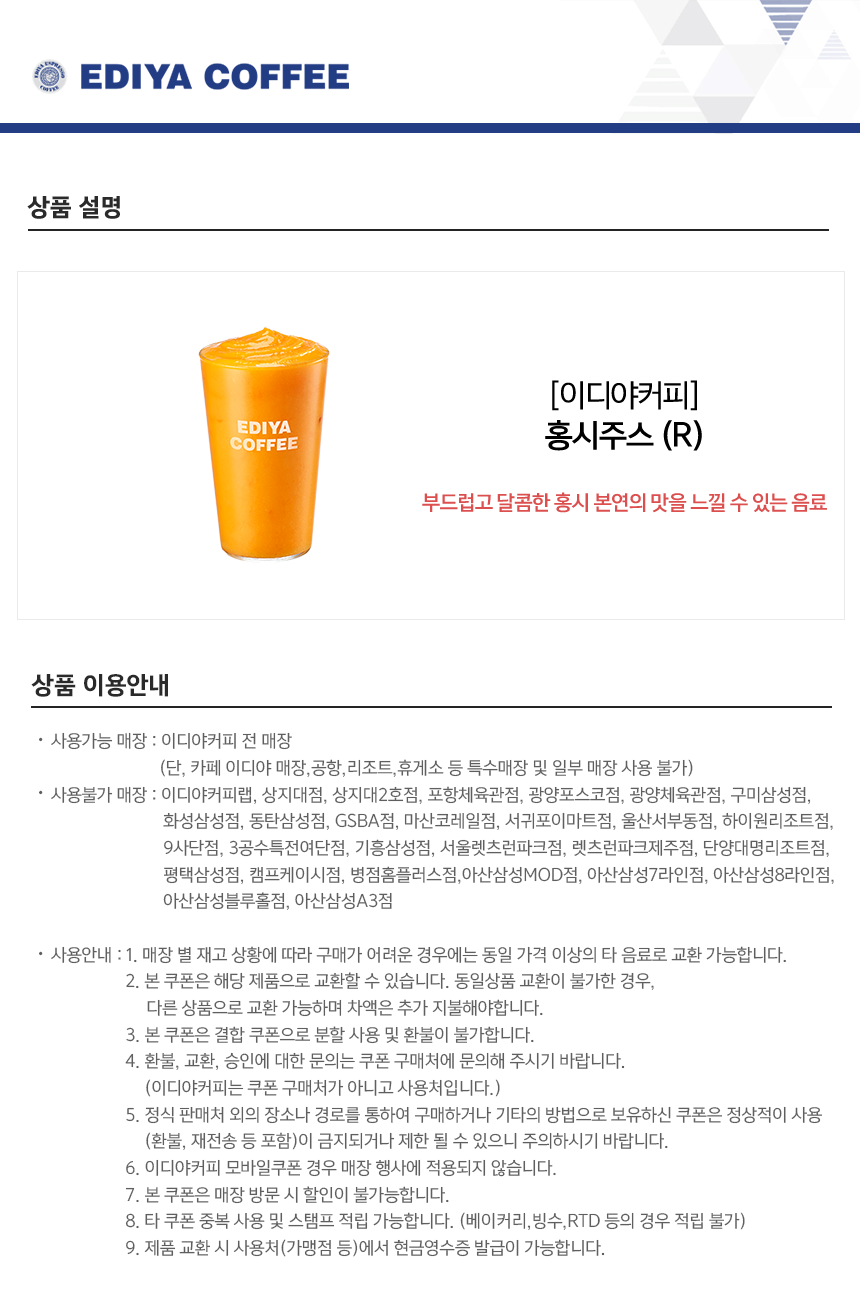 EDIYA ESPRESSO COFFEE
EDIYA COFFEE
상품 설명
EDIYA
COFFEE
[이디야커피]
홍시주스 (R)
부드럽고 달콤한 홍시 본연의 맛을 느낄 수 있는 음료
상품 이용안내
· 사용가능 매장 : 이디야커피 전 매장
(단, 카페 이디야 매장,공항,리조트,휴게소 등 특수매장 및 일부 매장 사용 불가)
· 사용불가 매장 : 이디야커피랩, 상지대점, 상지대2호점, 포항체육관점, 광양포스코점, 광양체육관점, 구미삼성점,
화성삼성점, 동탄삼성점, GSBA점, 마산코레일점, 서귀포이마트점, 울산서부동점, 하이원리조트점,
9사단점, 3공수특전여단점, 기흥삼성점, 서울렛츠런파크점, 렛츠런파크제주점, 단양대명리조트점,
평택삼성점, 캠프케이시점, 병점홈플러스점,아산삼성MOD점, 아산삼성7라인점, 아산삼성8라인점,
아산삼성블루홀점, 아산삼성A3점
· 사용안내 : 1. 매장 별 재고 상황에 따라 구매가 어려운 경우에는 동일 가격 이상의 타 음료로 교환 가능합니다.
2. 본 쿠폰은 해당 제품으로 교환할 수 있습니다. 동일상품 교환이 불가한 경우,
다른 상품으로 교환 가능하며 차액은 추가 지불해야합니다.
3. 본 쿠폰은 결합 쿠폰으로 분할 사용 및 환불이 불가합니다.
4. 환불, 교환, 승인에 대한 문의는 쿠폰 구매처에 문의해 주시기 바랍니다.
(이디야커피는 쿠폰 구매처가 아니고 사용처입니다.)
5. 정식 판매처 외의 장소나 경로를 통하여 구매하거나 기타의 방법으로 보유하신 쿠폰은 정상적이 사용
(환불, 재전송 등 포함)이 금지되거나 제한 될 수 있으니 주의하시기 바랍니다.
6. 이디야커피 모바일쿠폰 경우 매장 행사에 적용되지 않습니다.
7. 본 쿠폰은 매장 방문 시 할인이 불가능합니다.
8. 타 쿠폰 중복 사용 및 스탬프 적립 가능합니다. (베이커리,빙수,RTD 등의 경우 적립 불가)
9. 제품 교환 시 사용처(가맹점 등)에서 현금영수증 발급이 가능합니다.